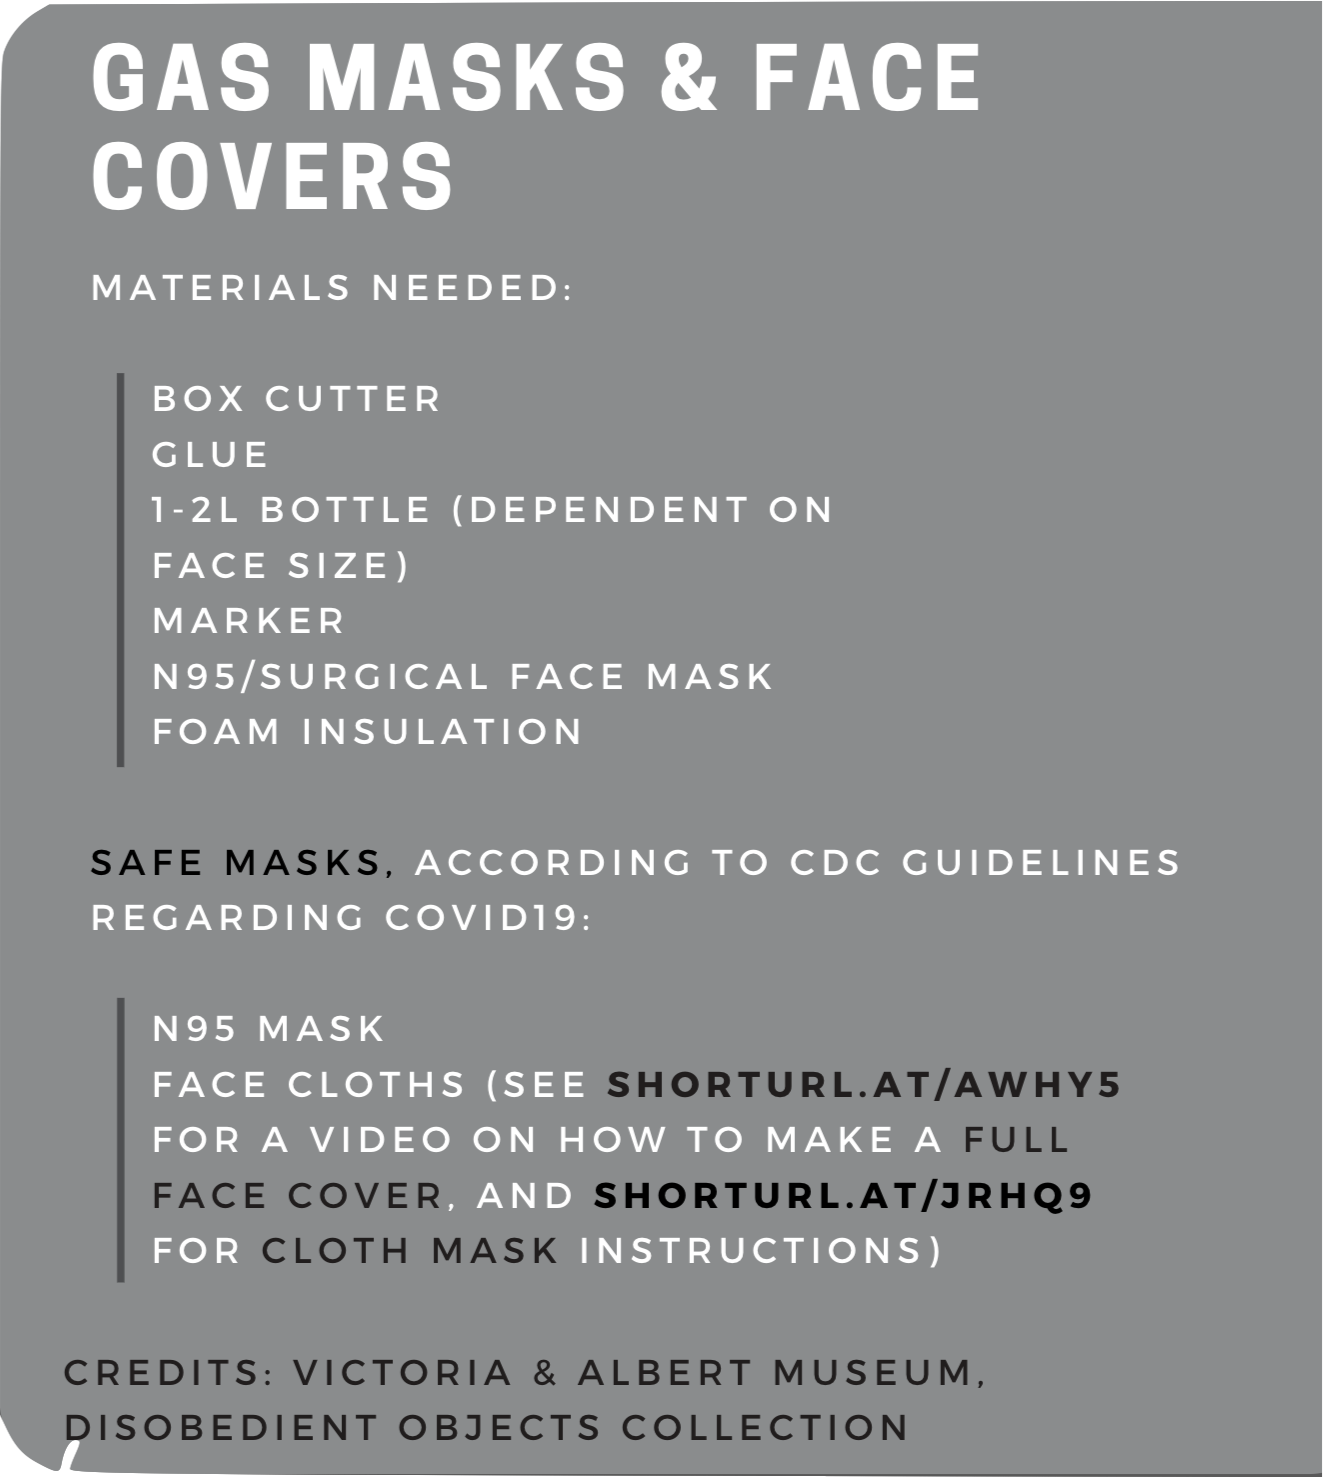 GAS MASKS & FACE
COVERS
MATERIALS NEEDED:
BOX CUTTER
GLUE
1-2L BOTTLE (DEPENDENT ON
FACE SIZE)
MARKER
N95/SURGICAL FACE MASK
FOAM INSULATION
SAFE MASKS, ACCORDING TO CDC GUIDELINES
REGARDING COVID19:
N95 MASK
FACE CLOTHS (SEE SHORTURL.AT/AWHY5
FOR A VIDEO ON HOW TO MAKE A FULL
FACE COVER, AND SHORTURL.AT/JRHQ9
FOR CLOTH MASK INSTRUCTIONS)
CREDITS: VICTORIA & ALBERT MUSEUM,
DISOBEDIENT OBJECTS COLLECTION